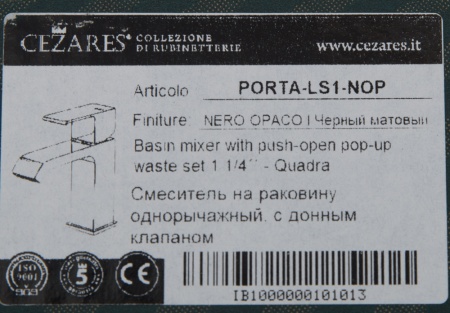 CEZARES
COLLEZIONE
DI RUBINETTERIE
www.cezares.it
Articolo PORTA-LS1-NOP
Finiture: NERO OPACO | Черный матовый
Basin mixer with push-open pop-up
waste set 1 1/4´´ - Quadra
Смеситель на раковину
однорычажный. с донным
клапаном
ISO
9001
5
CE
IB1000000101013